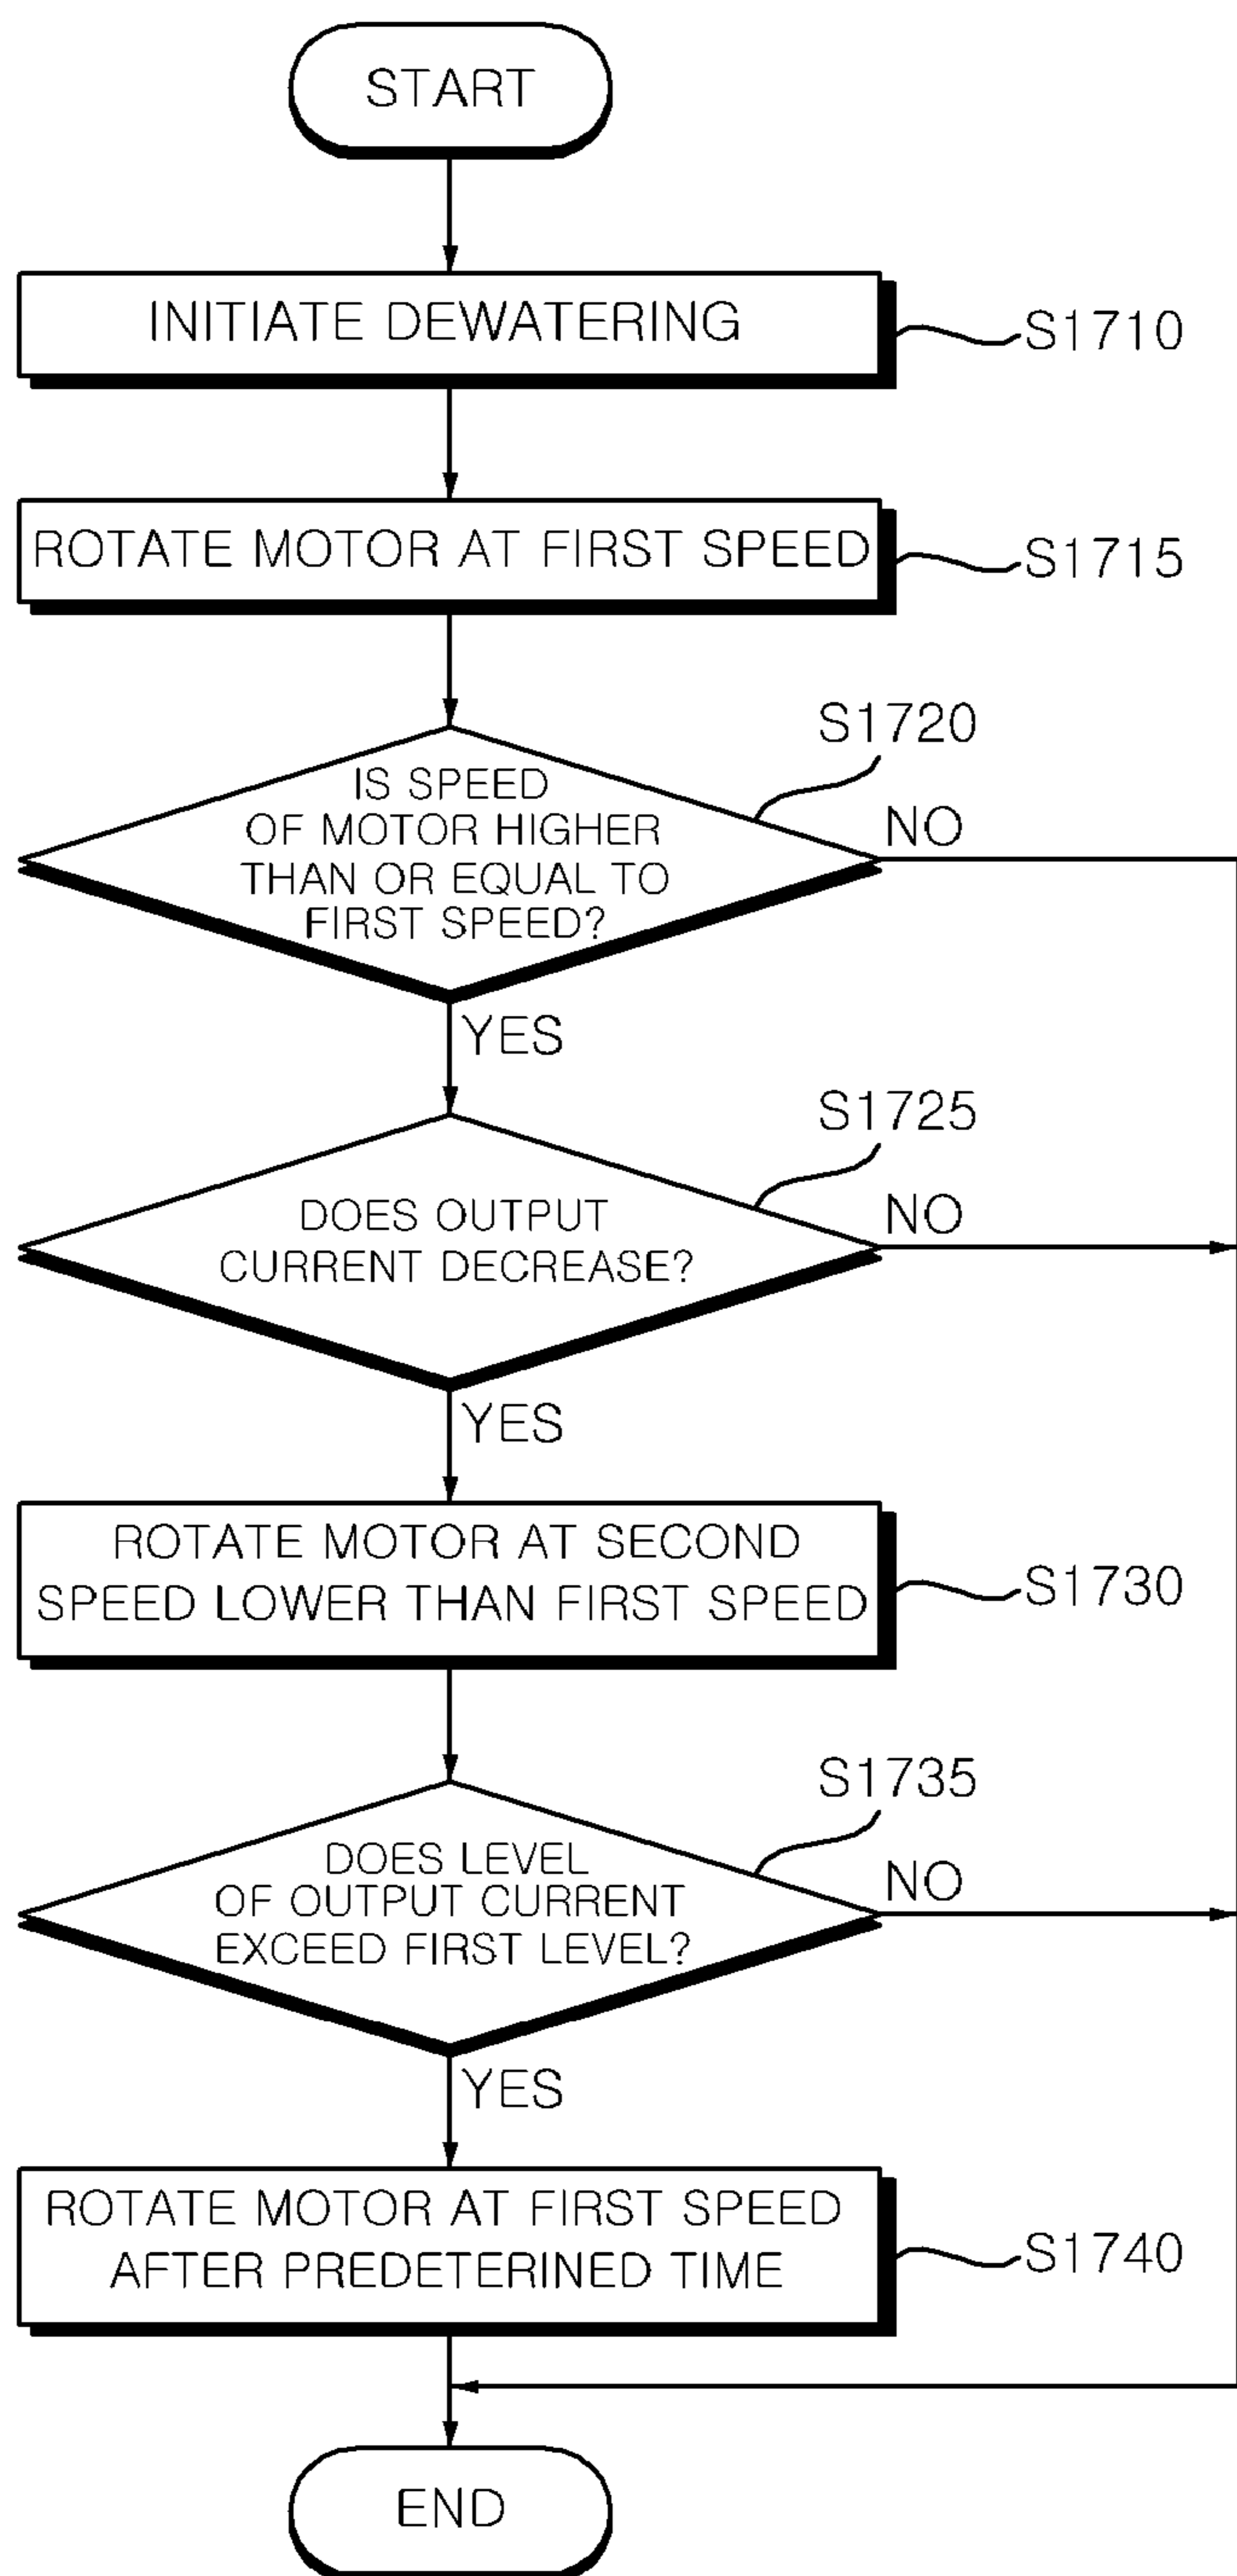 START
INITIATE DEWATERING
S1710
ROTATE MOTOR AT FIRST SPEED
S1715
S1720
IS SPEED
OF MOTOR HIGHER
THAN OR EQUAL TO
FIRST SPEED?
NO
YES
S1725
DOES OUTPUT
CURRENT DECREASE?
NO
YES
ROTATE MOTOR AT SECOND
SPEED LOWER THAN FIRST SPEED
S1730
S1735
DOES LEVEL
OF OUTPUT CURRENT
EXCEED FIRST LEVEL?
NO
YES
ROTATE MOTOR AT FIRST SPEED
AFTER PREDETERINED TIME
S1740
END